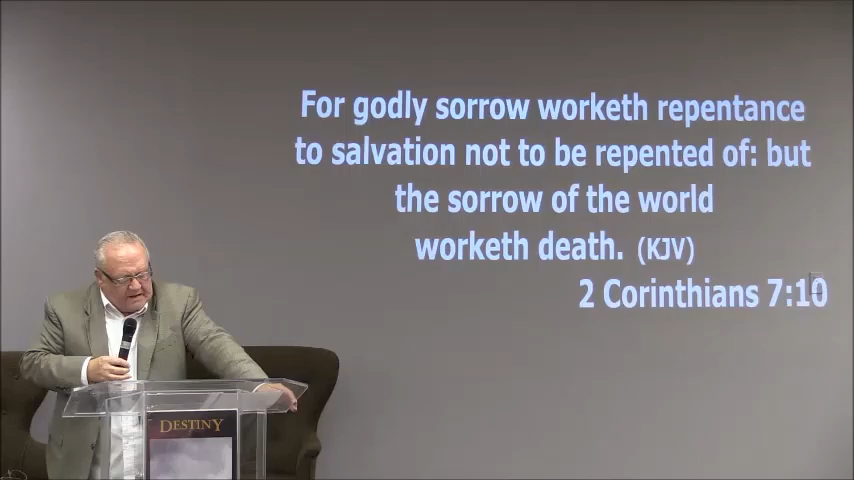 For godly sorrow worketh repentance
to salvation not to be repented of: but
the sorrow of the world
worketh death. (KJV)
2 Corinthians 7:10
DESTINY